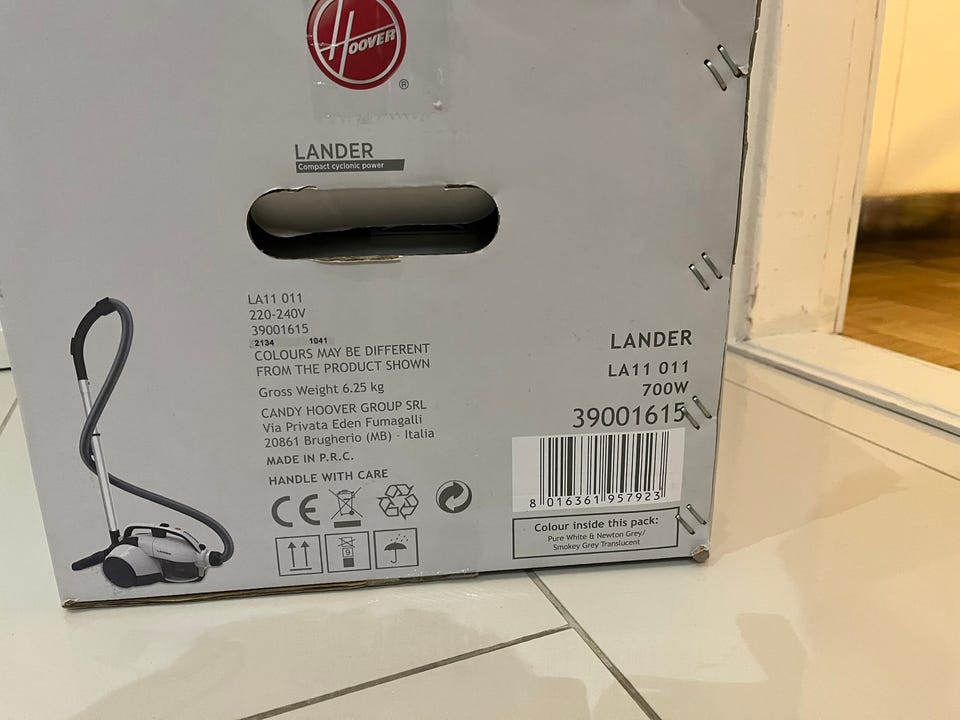 HOOVER
®
LANDER
Compact cyclonic power
LA11 011
220-240V
39001615
2134 1041
COLOURS MAY BE DIFFERENT
FROM THE PRODUCT SHOWN
Gross Weight 6.25 kg
CANDY HOOVER GROUP SRL
Via Privata Eden Fumagalli
20861 Brugherio (MB) - Italia
MADE IN P.R.C.
HANDLE WITH CARE
CE
9
LANDER
LANDER
LA11 011
700W
39001615
8 016361 957923
Colour inside this pack:
Pure White & Newton Grey/
Smokey Grey Translucent